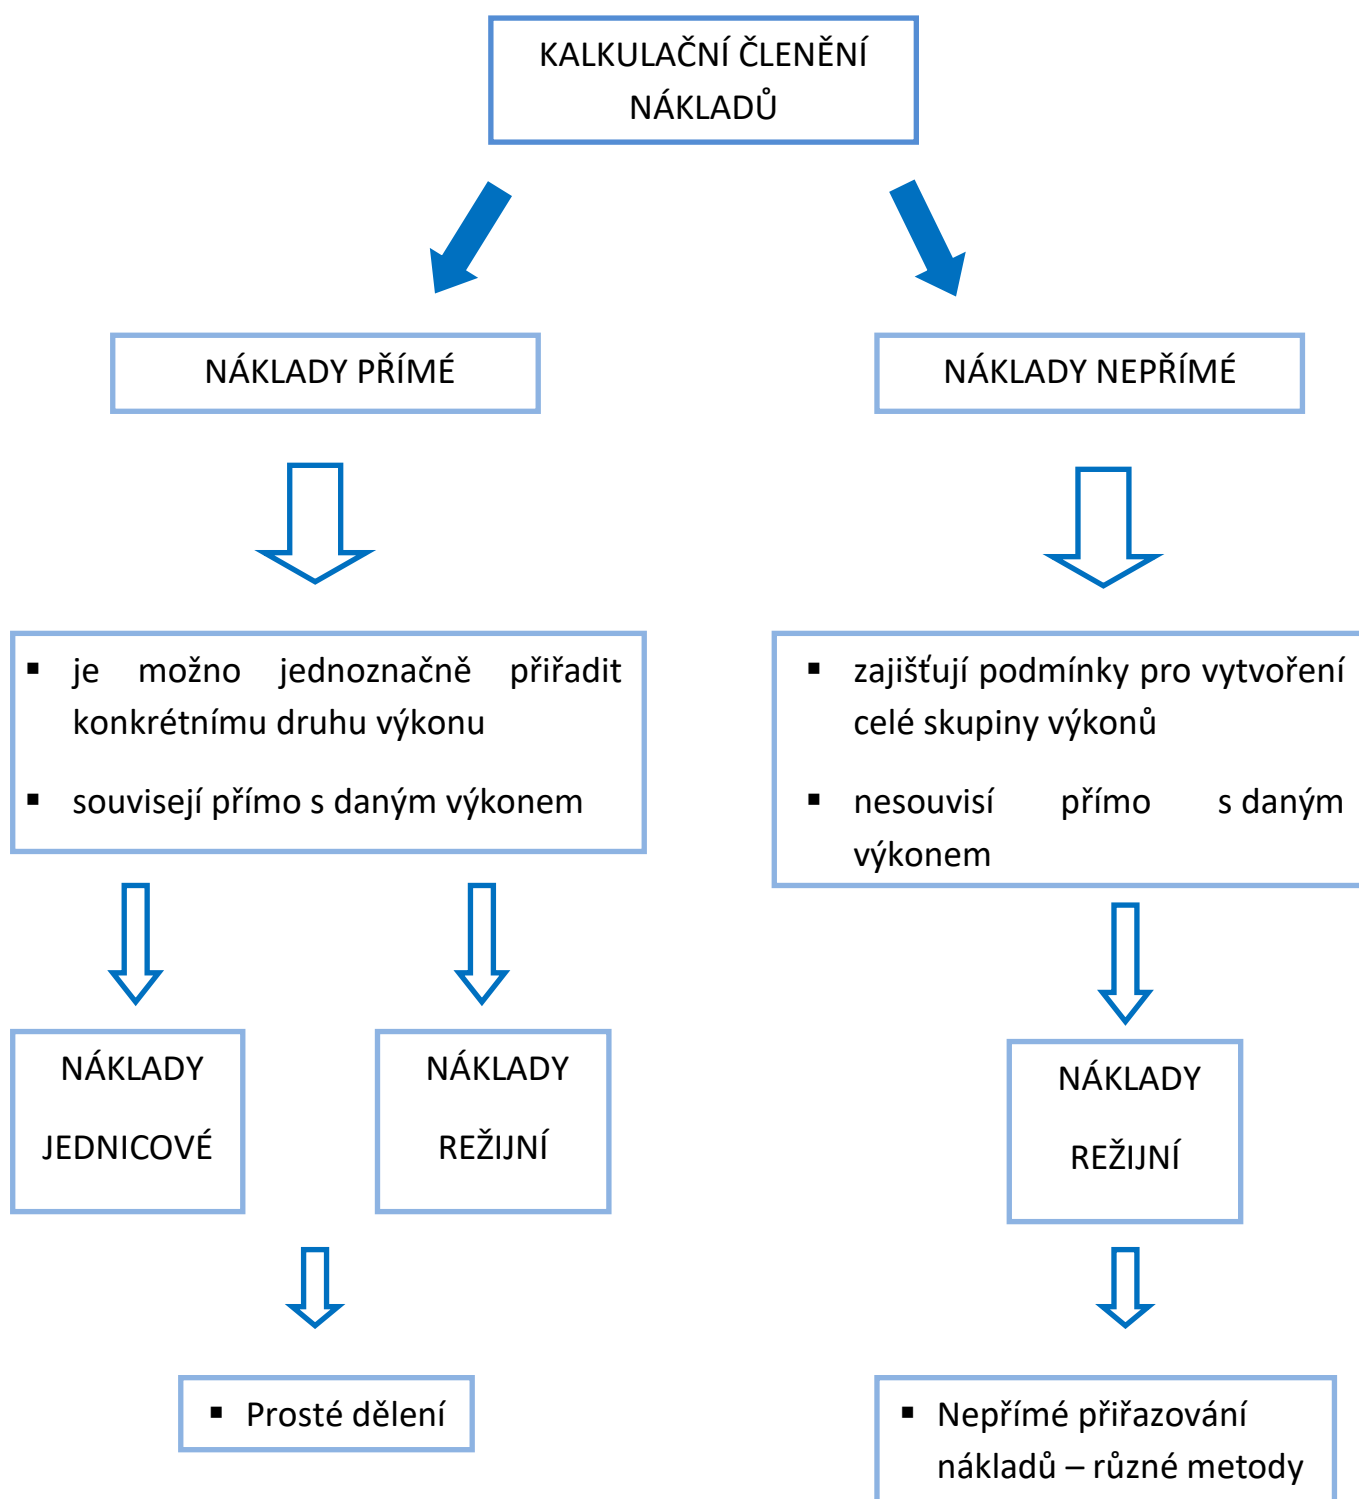 KALKULAČNÍ ČLENĚNÍ
NÁKLADŮ
NÁKLADY PŘÍMÉ
NÁKLADY NEPŘÍMÉ
▪ je možno jednoznačně přiřadit
konkrétnímu druhu výkonu
▪ souvisejí přímo s daným výkonem
▪ zajišťují podmínky pro vytvoření
celé skupiny výkonů
▪ nesouvisí přímo s daným
výkonem
NÁKLADY
JEDNICOVÉ
NÁKLADY
REŽIJNÍ
NÁKLADY
REŽIJNÍ
▪ Prosté dělení
▪ Nepřímé přiřazování
nákladů – různé metody